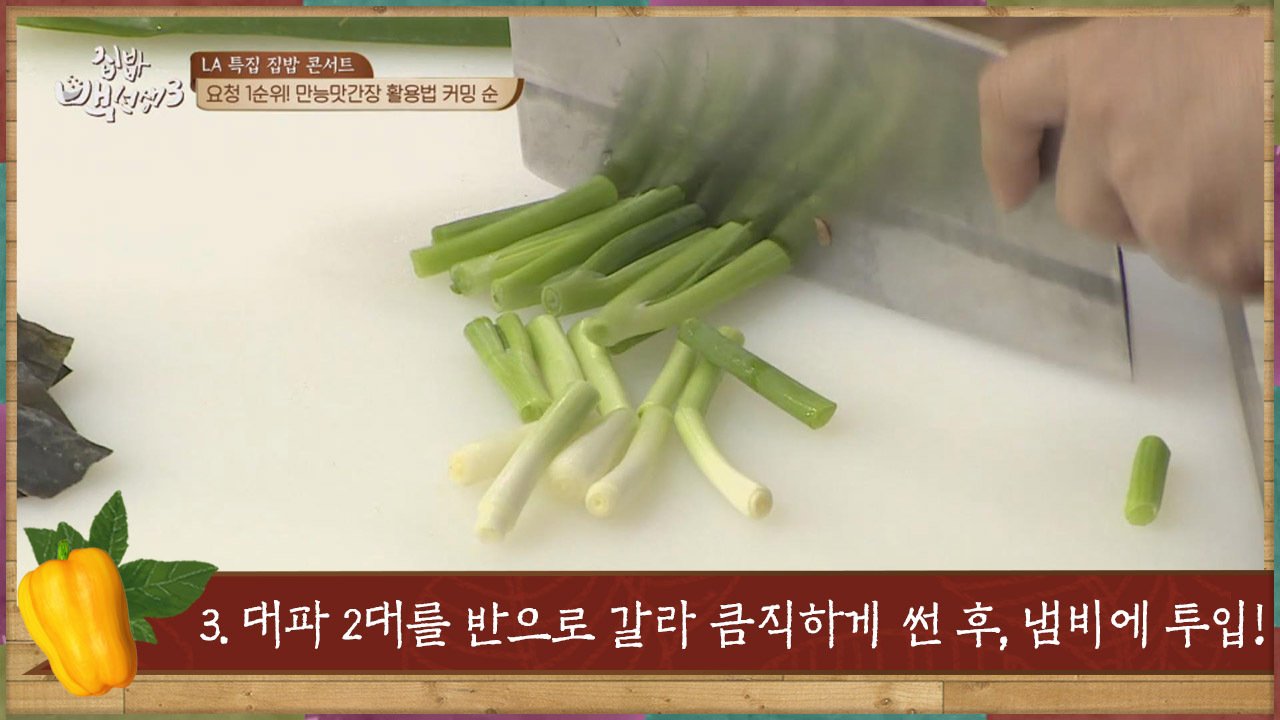 집밥
백선생3
LA 특집 집밥 콘서트
요청 1순위! 만능맛간장 활용법 커밍 순
3. 대파 2대를 반으로 갈라 큼직하게 썬 후, 냄비에 투입!